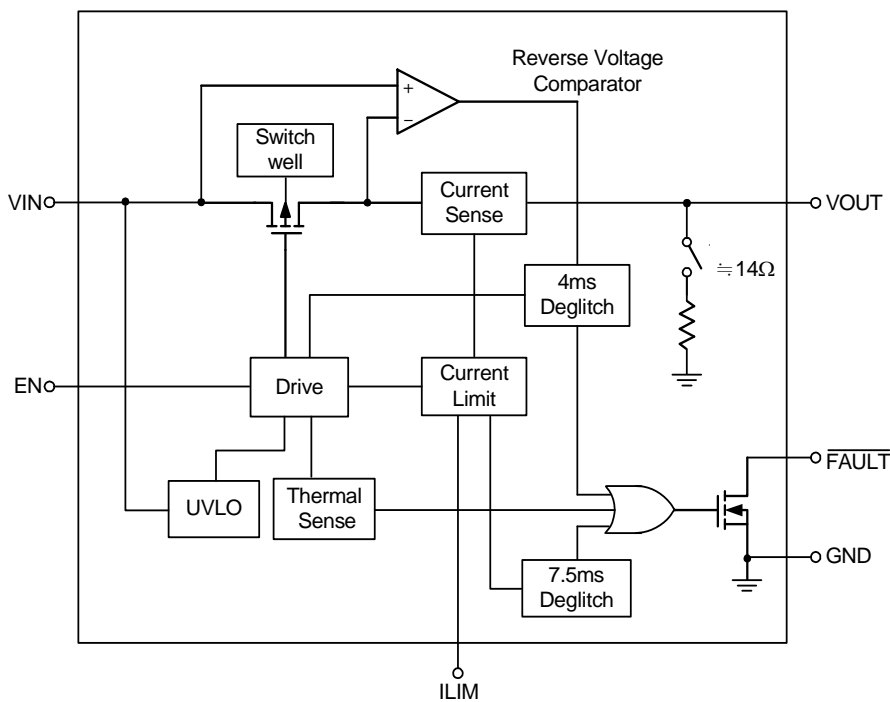 Reverse Voltage
Comparator
+
−
Switch
well
VIN
Current
Sense
VOUT
4ms
Deglitch
≒14Ω
EN
Drive
Current
Limit
FAULT
UVLO
Thermal
Sense
GND
7.5ms
Deglitch
ILIM